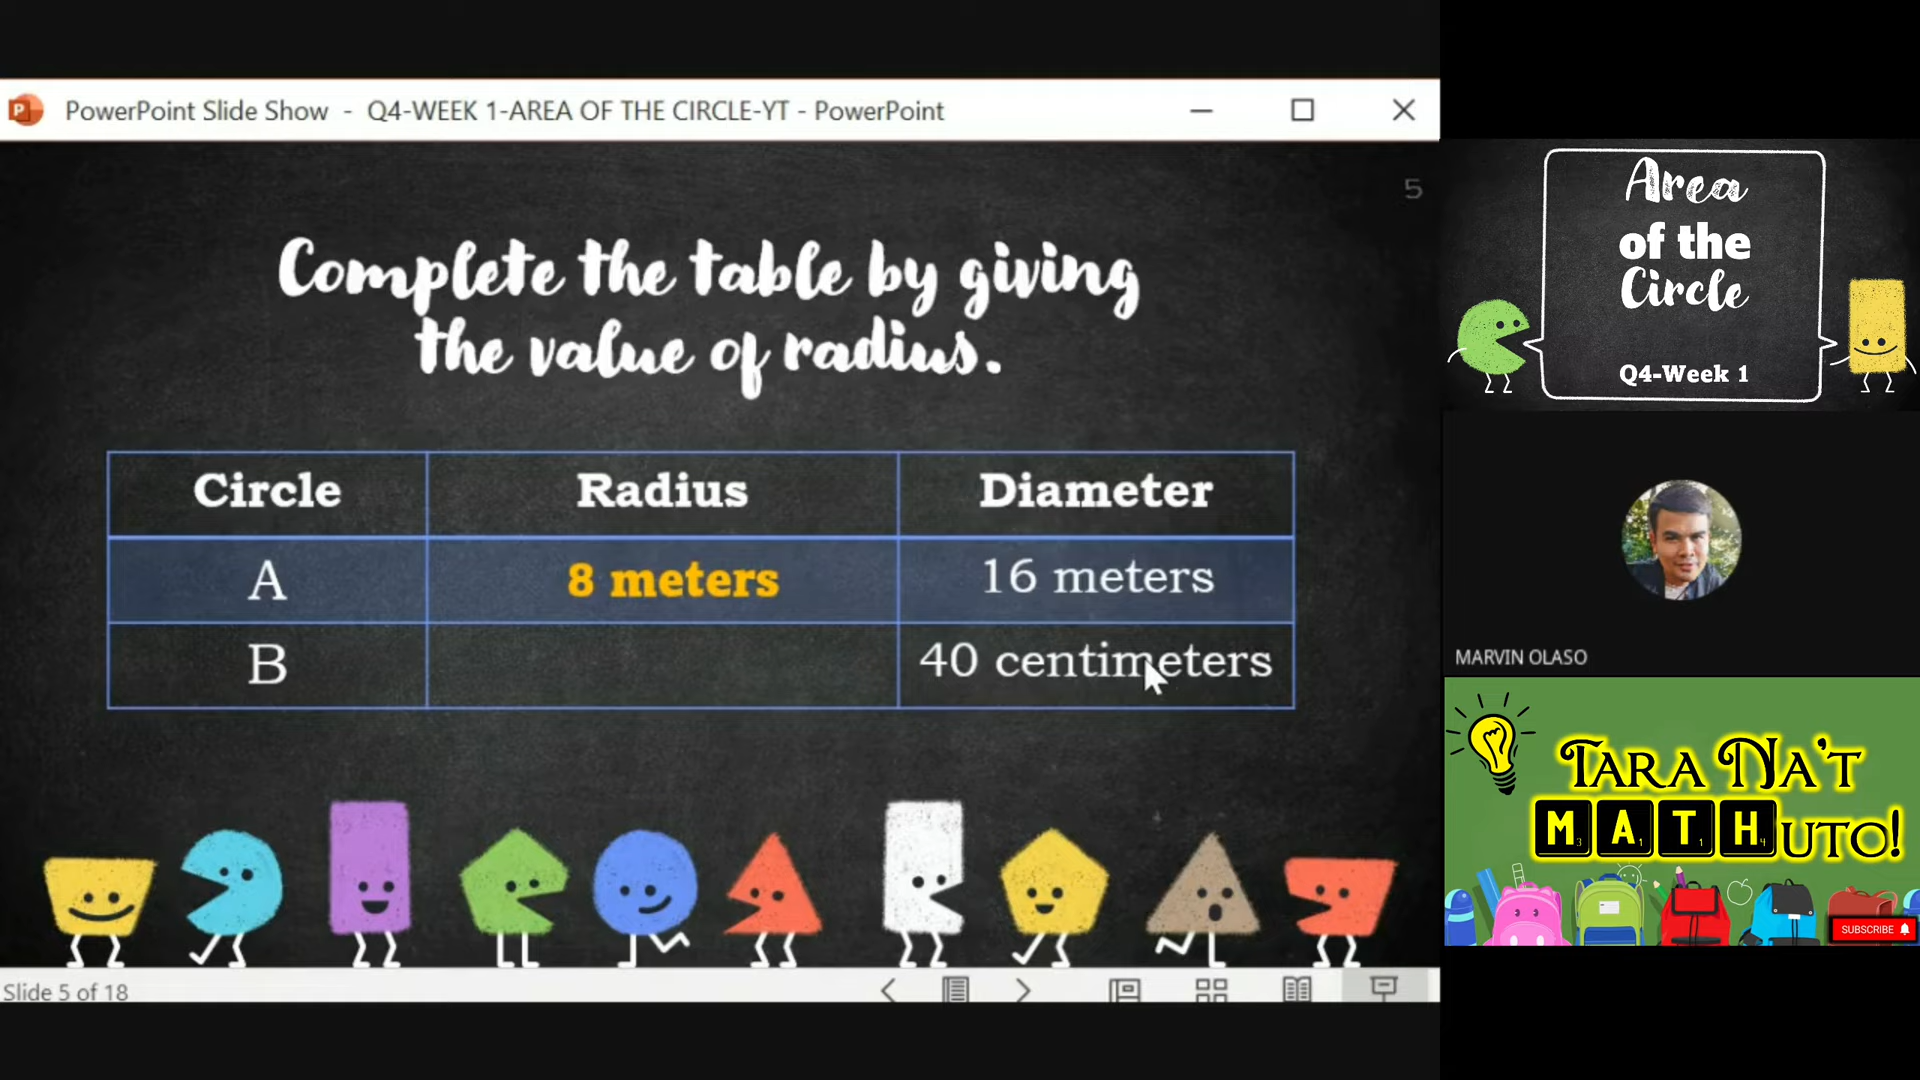 PowerPoint Slide Show - Q4-WEEK 1-AREA OF THE CIRCLE-YT - PowerPoint
5
Complete the table by giving
the value of radius.
Circle Radius Diameter
A 8 meters 16 meters
B 40 centimeters
Slide 5 of 18
Area
of the
Circle
Q4-Week 1
MARVIN OLASO
TARA NA'T
MATHUTO!
SUBSCRIBE